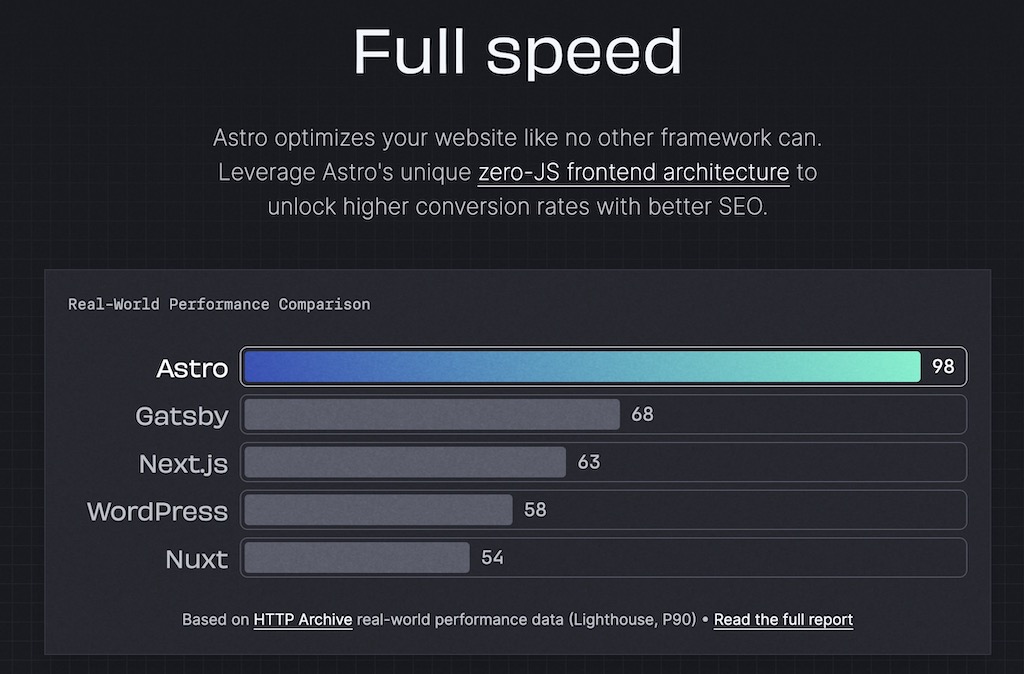 Full speed
Astro optimizes your website like no other framework can.
Leverage Astro's unique zero-JS frontend architecture to
unlock higher conversion rates with better SEO.
Real-World Performance Comparison
Astro 98
Gatsby 68
Next.js 63
WordPress 58
Nuxt 54
Based on HTTP Archive real-world performance data (Lighthouse, P90) • Read the full report